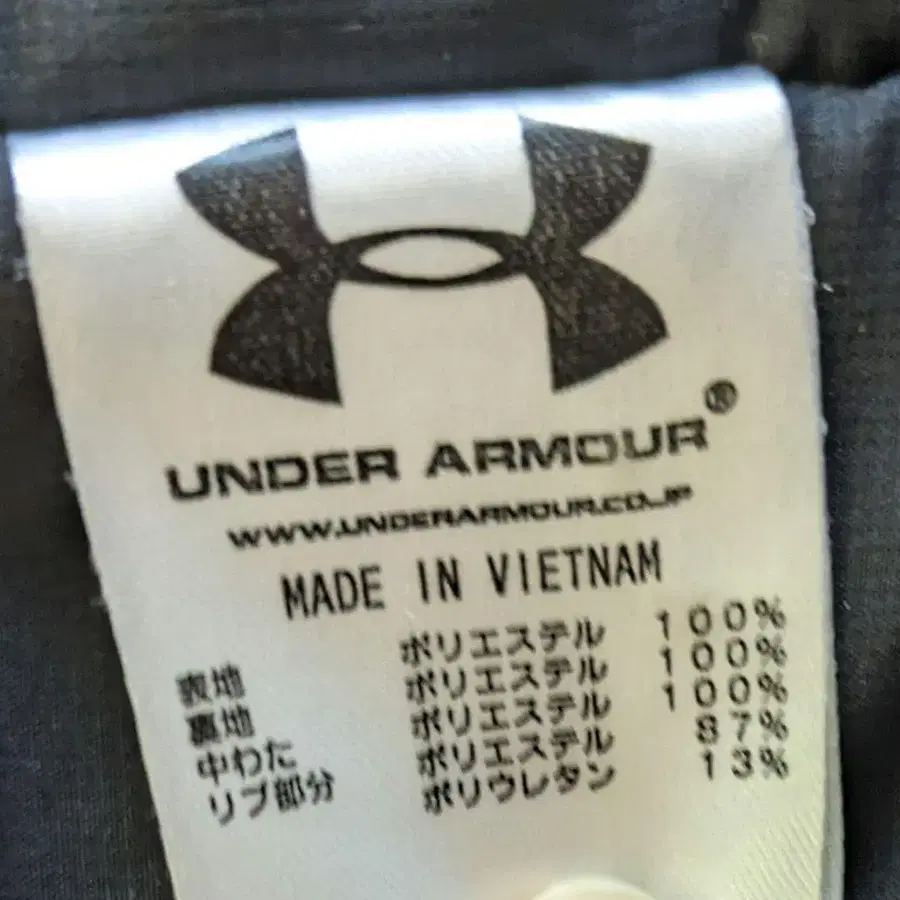 UNDER ARMOUR®
WWW.UNDERARMOUR.CO.JP
MADE IN VIETNAM
表地 ポリエステル 100%
裏地 ポリエステル 100%
中わた ポリエステル 100%
リブ部分 ポリエステル 87%
ポリウレタン 13%